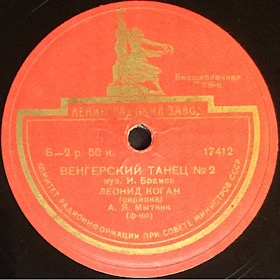 ЛЕНИНГРАДСКИЙ ЗАВОД
Б—2 р. 50 к.
17412
ВЕНГЕРСКИЙ ТАНЕЦ №2
муз. И. Брамса
ЛЕОНИД КОГАН
(скрипка)
А. Я. Мытник
(ф-но)
КОМИТЕТ РАДИОИНФОРМАЦИИ ПРИ СОВЕТЕ МИНИСТРОВ СССР